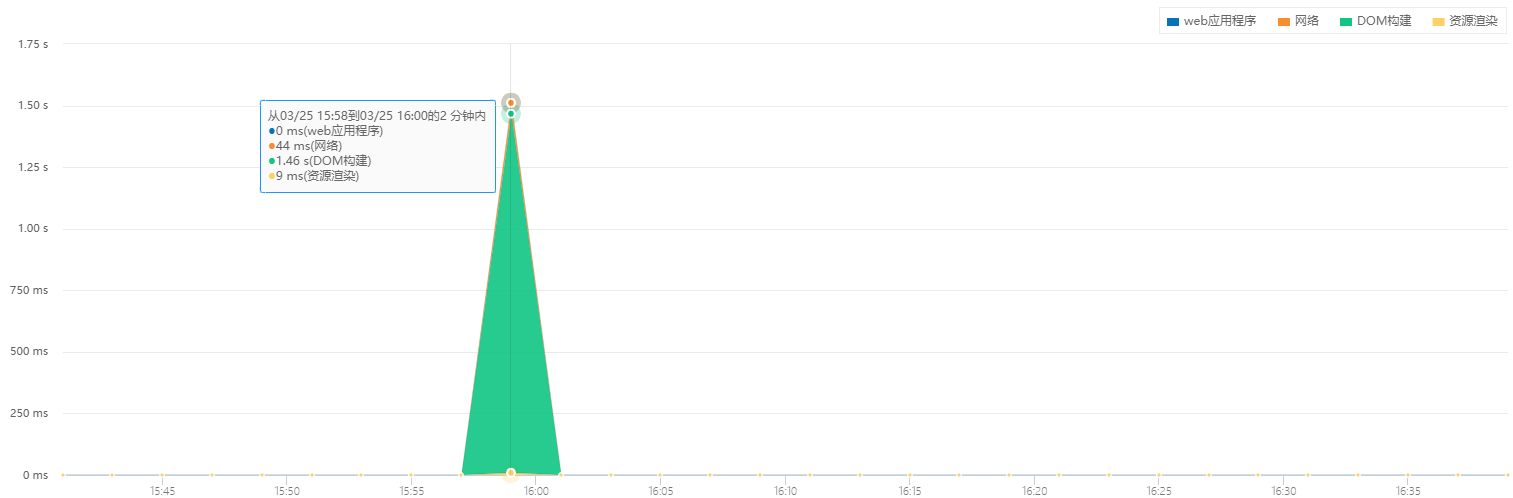 web应用程序 网络 DOM构建 资源渲染
1.75 s
1.50 s
从03/25 15:58到03/25 16:00的2 分钟内
0 ms(web应用程序)
44 ms(网络)
1.46 s(DOM构建)
9 ms(资源渲染)
1.25 s
1.00 s
750 ms
500 ms
250 ms
0 ms
15:45 15:50 15:55 16:00 16:05 16:10 16:15 16:20 16:25 16:30 16:35